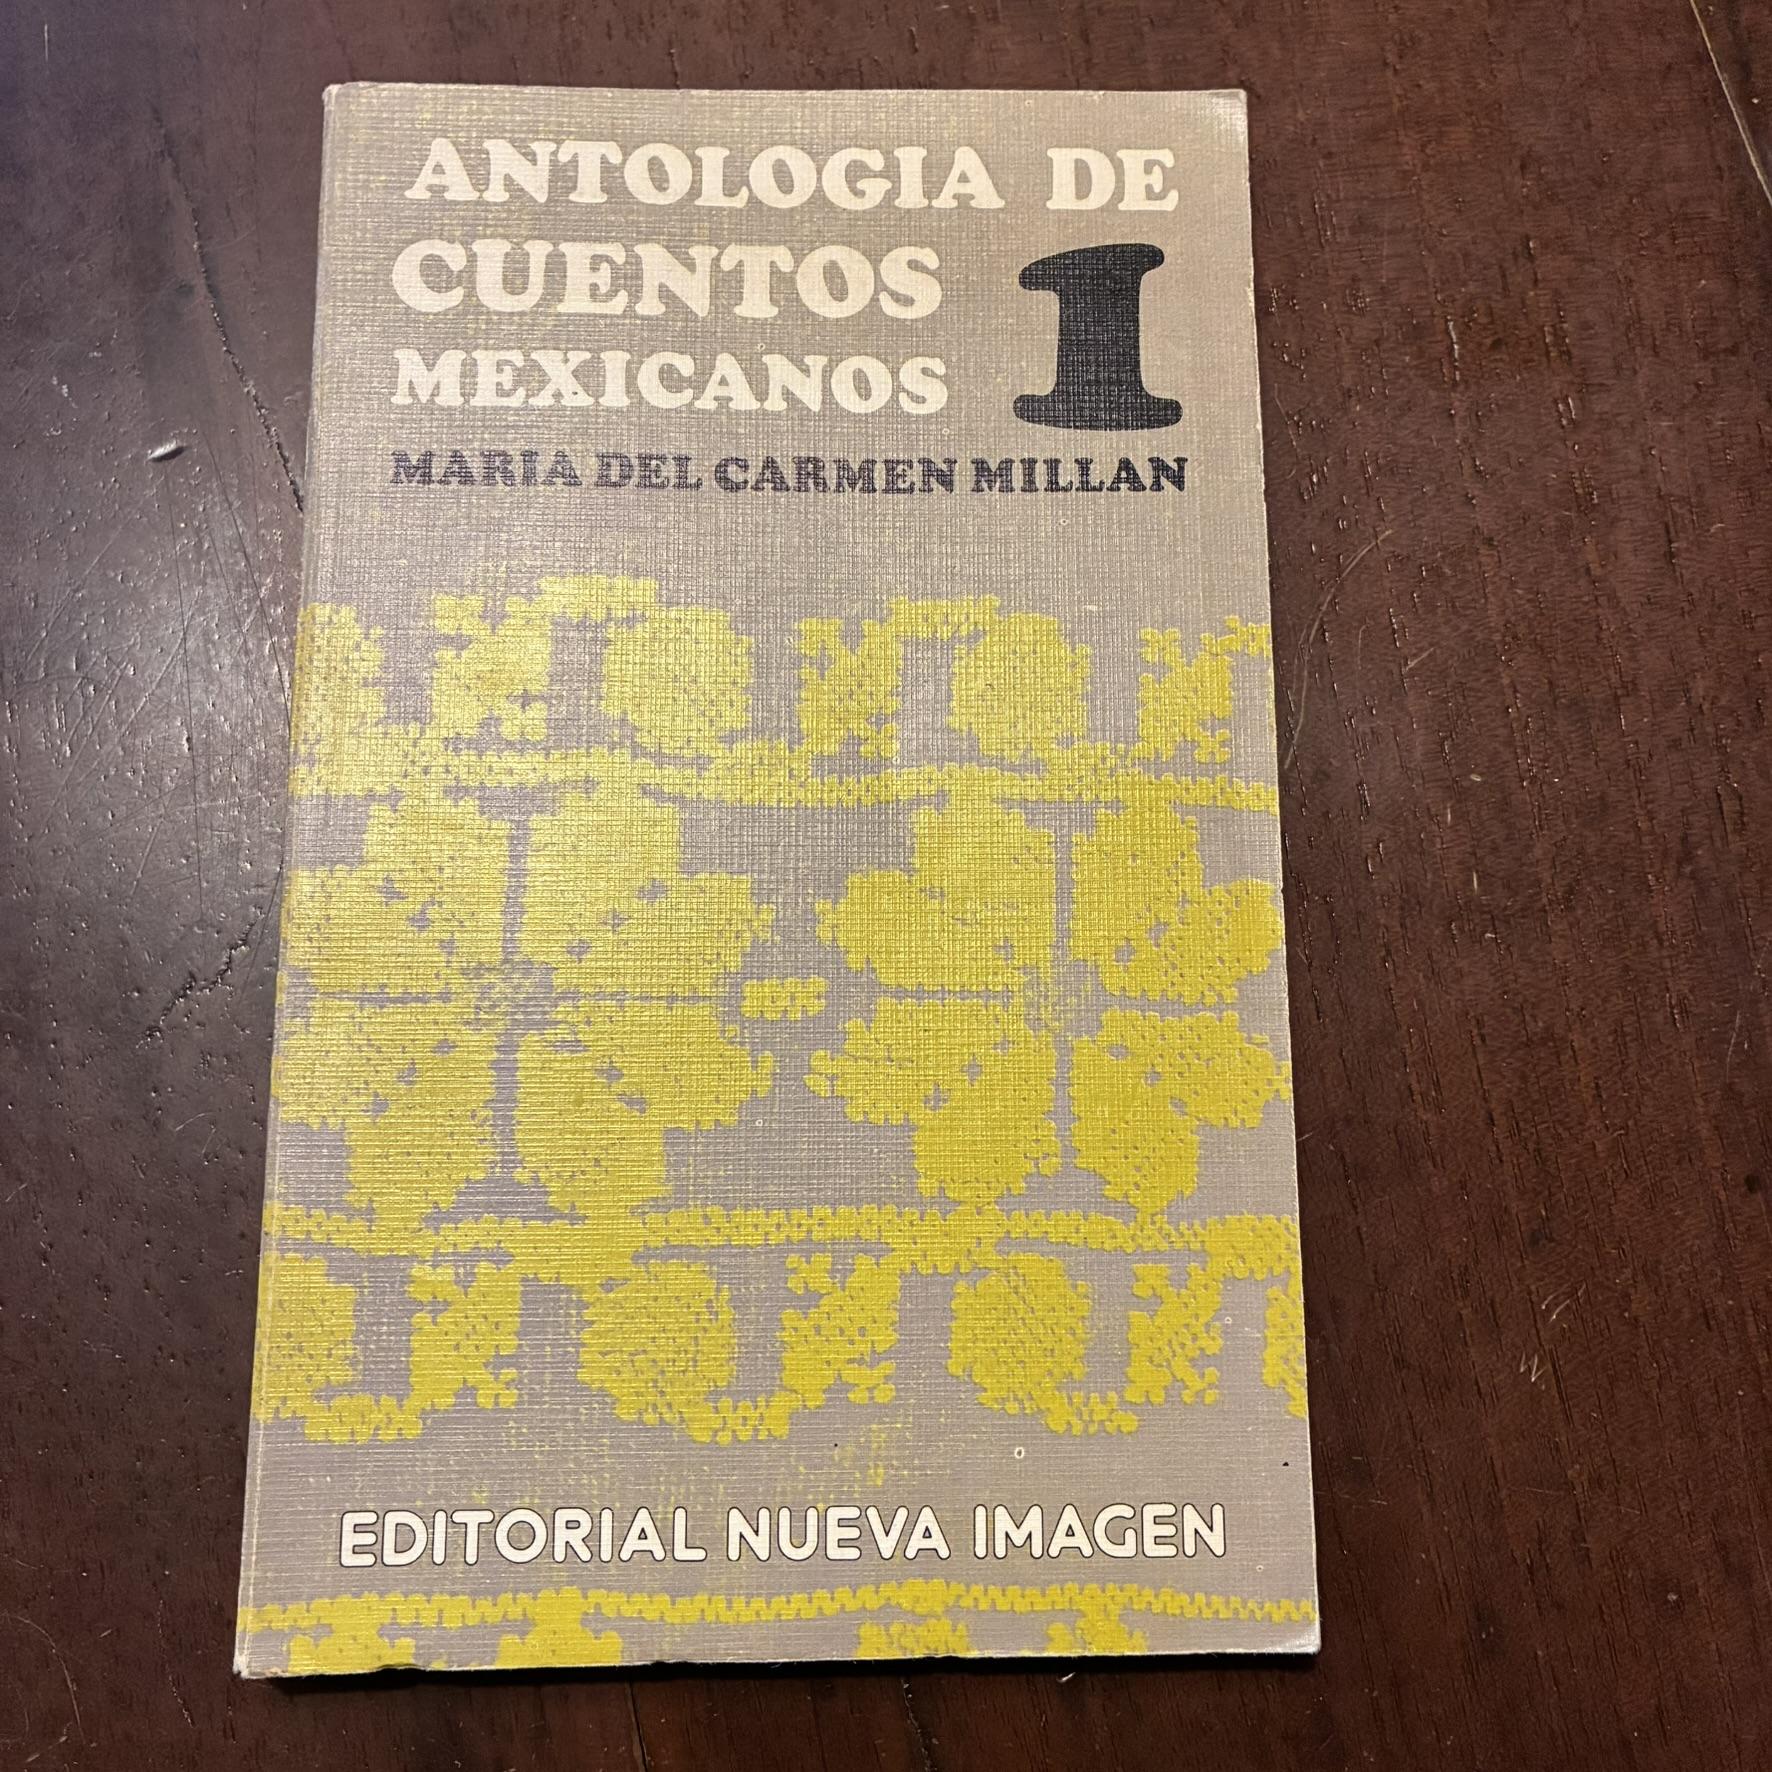 ANTOLOGIA DE
CUENTOS
MEXICANOS
1
MARIA DEL CARMEN MILLAN
EDITORIAL NUEVA IMAGEN